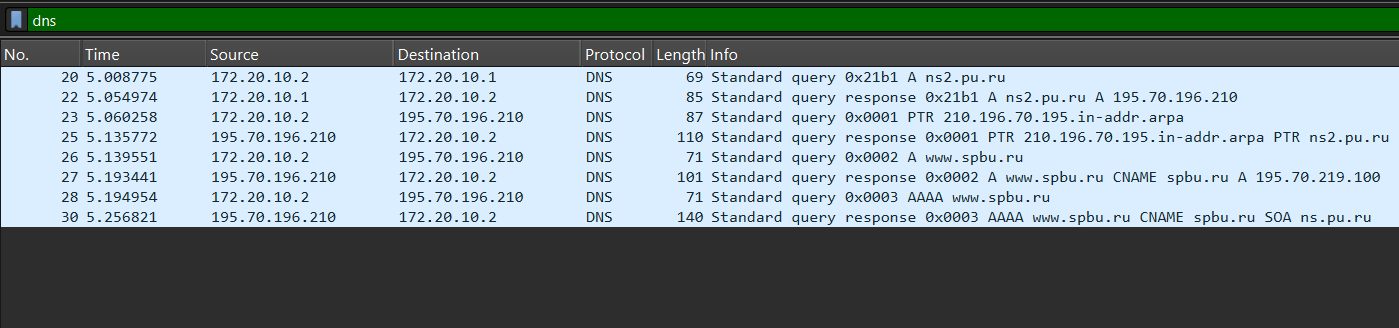 dns
No. Time Source Destination Protocol Length Info
20 5.008775 172.20.10.2 172.20.10.1 DNS 69 Standard query 0x21b1 A ns2.pu.ru
22 5.054974 172.20.10.1 172.20.10.2 DNS 85 Standard query response 0x21b1 A ns2.pu.ru A 195.70.196.210
23 5.060258 172.20.10.2 195.70.196.210 DNS 87 Standard query 0x0001 PTR 210.196.70.195.in-addr.arpa
25 5.135772 195.70.196.210 172.20.10.2 DNS 110 Standard query response 0x0001 PTR 210.196.70.195.in-addr.arpa PTR ns2.pu.ru
26 5.139551 172.20.10.2 195.70.196.210 DNS 71 Standard query 0x0002 A www.spbu.ru
27 5.193441 195.70.196.210 172.20.10.2 DNS 101 Standard query response 0x0002 A www.spbu.ru CNAME spbu.ru A 195.70.219.100
28 5.194954 172.20.10.2 195.70.196.210 DNS 71 Standard query 0x0003 AAAA www.spbu.ru
30 5.256821 195.70.196.210 172.20.10.2 DNS 140 Standard query response 0x0003 AAAA www.spbu.ru CNAME spbu.ru SOA ns.pu.ru